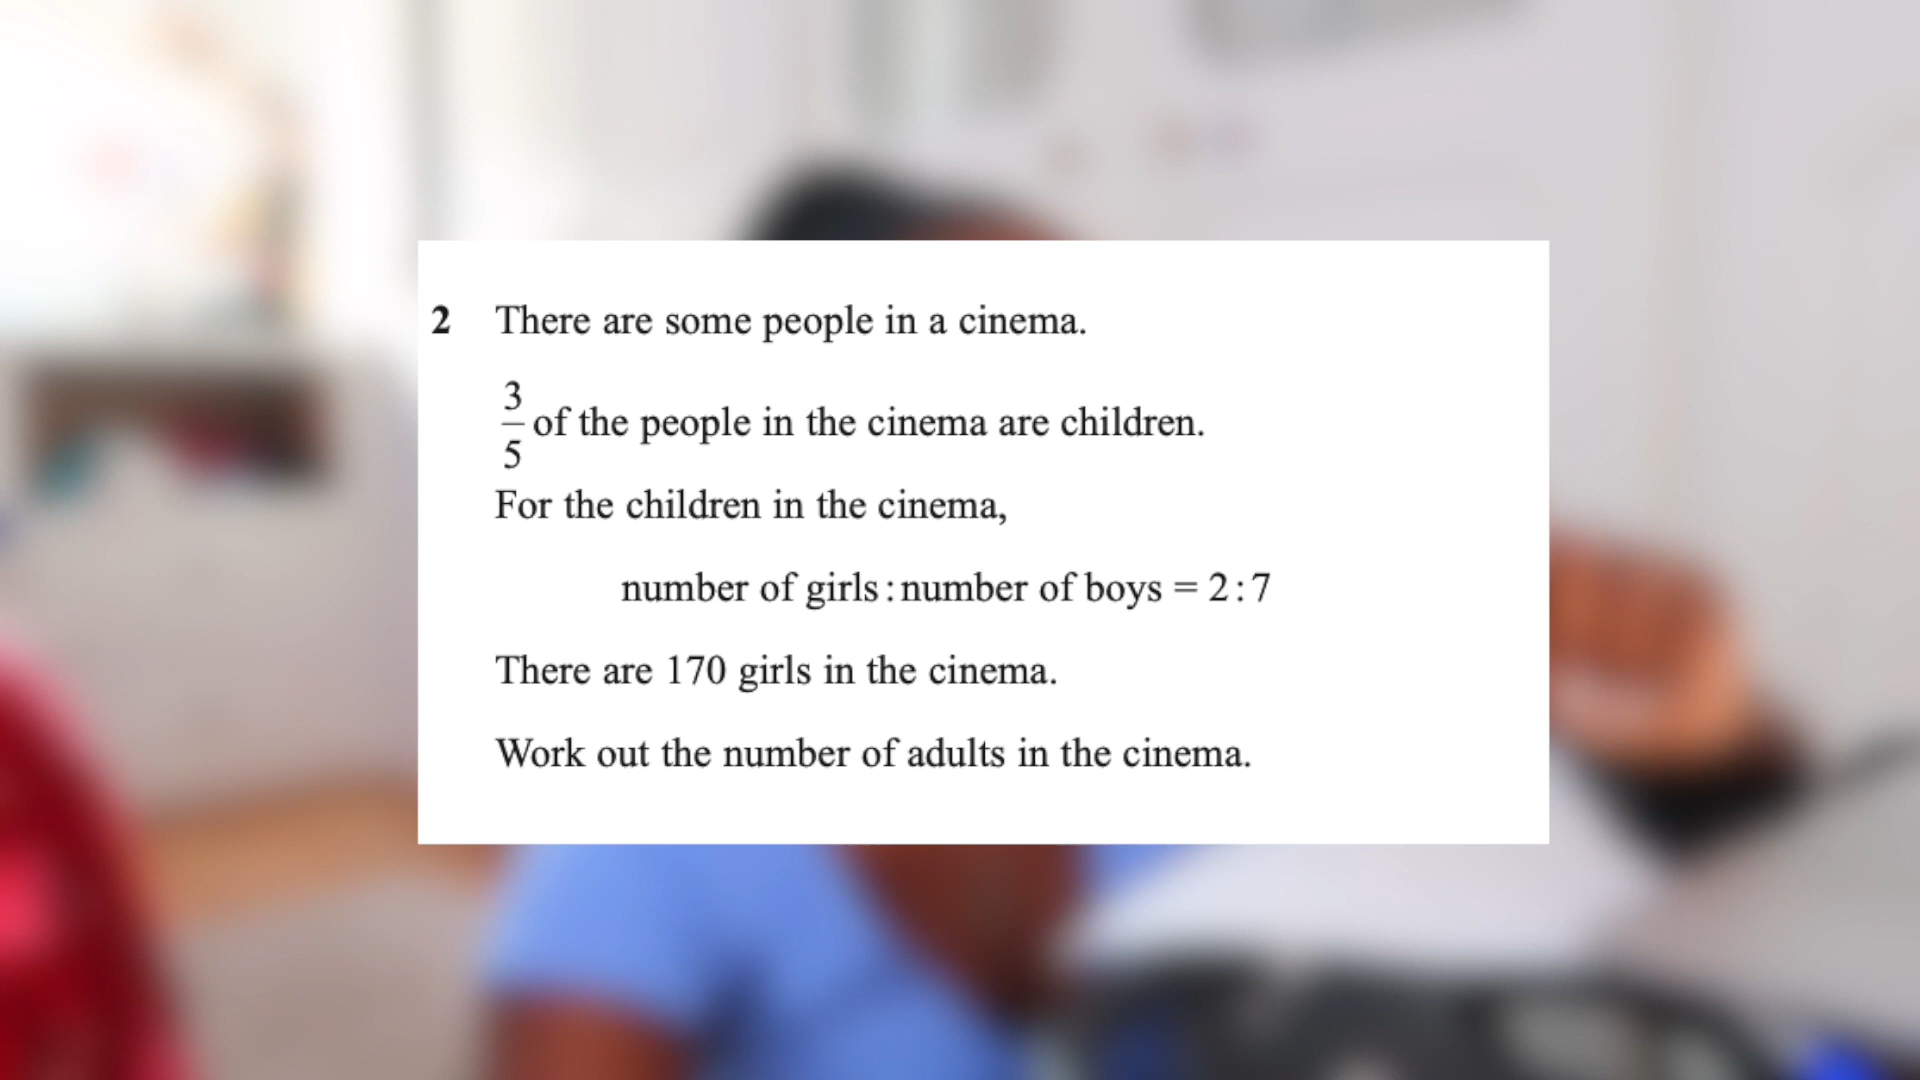 2 There are some people in a cinema.
3/5 of the people in the cinema are children.
For the children in the cinema,
number of girls : number of boys = 2 : 7
There are 170 girls in the cinema.
Work out the number of adults in the cinema.